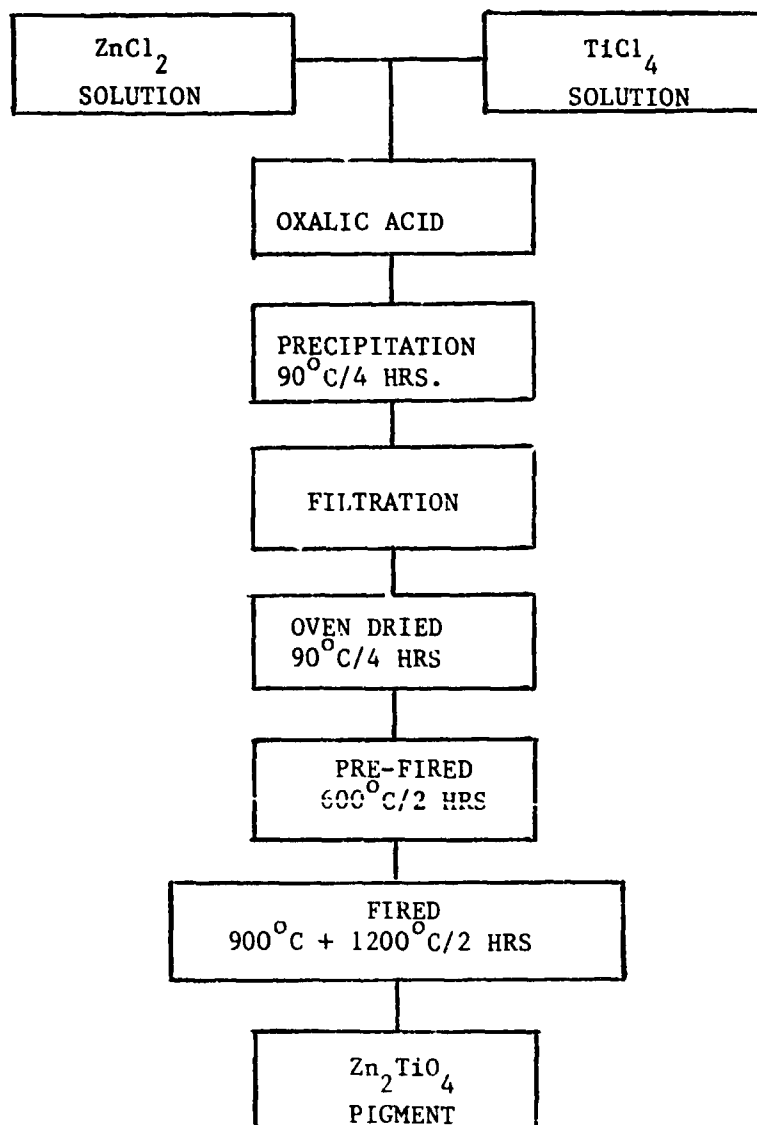 ZnCl₂
SOLUTION
TiCl₄
SOLUTION
OXALIC ACID
PRECIPITATION
90°C/4 HRS.
FILTRATION
OVEN DRIED
90°C/4 HRS
PRE-FIRED
600°C/2 HRS
FIRED
900°C + 1200°C/2 HRS
Zn₂TiO₄
PIGMENT